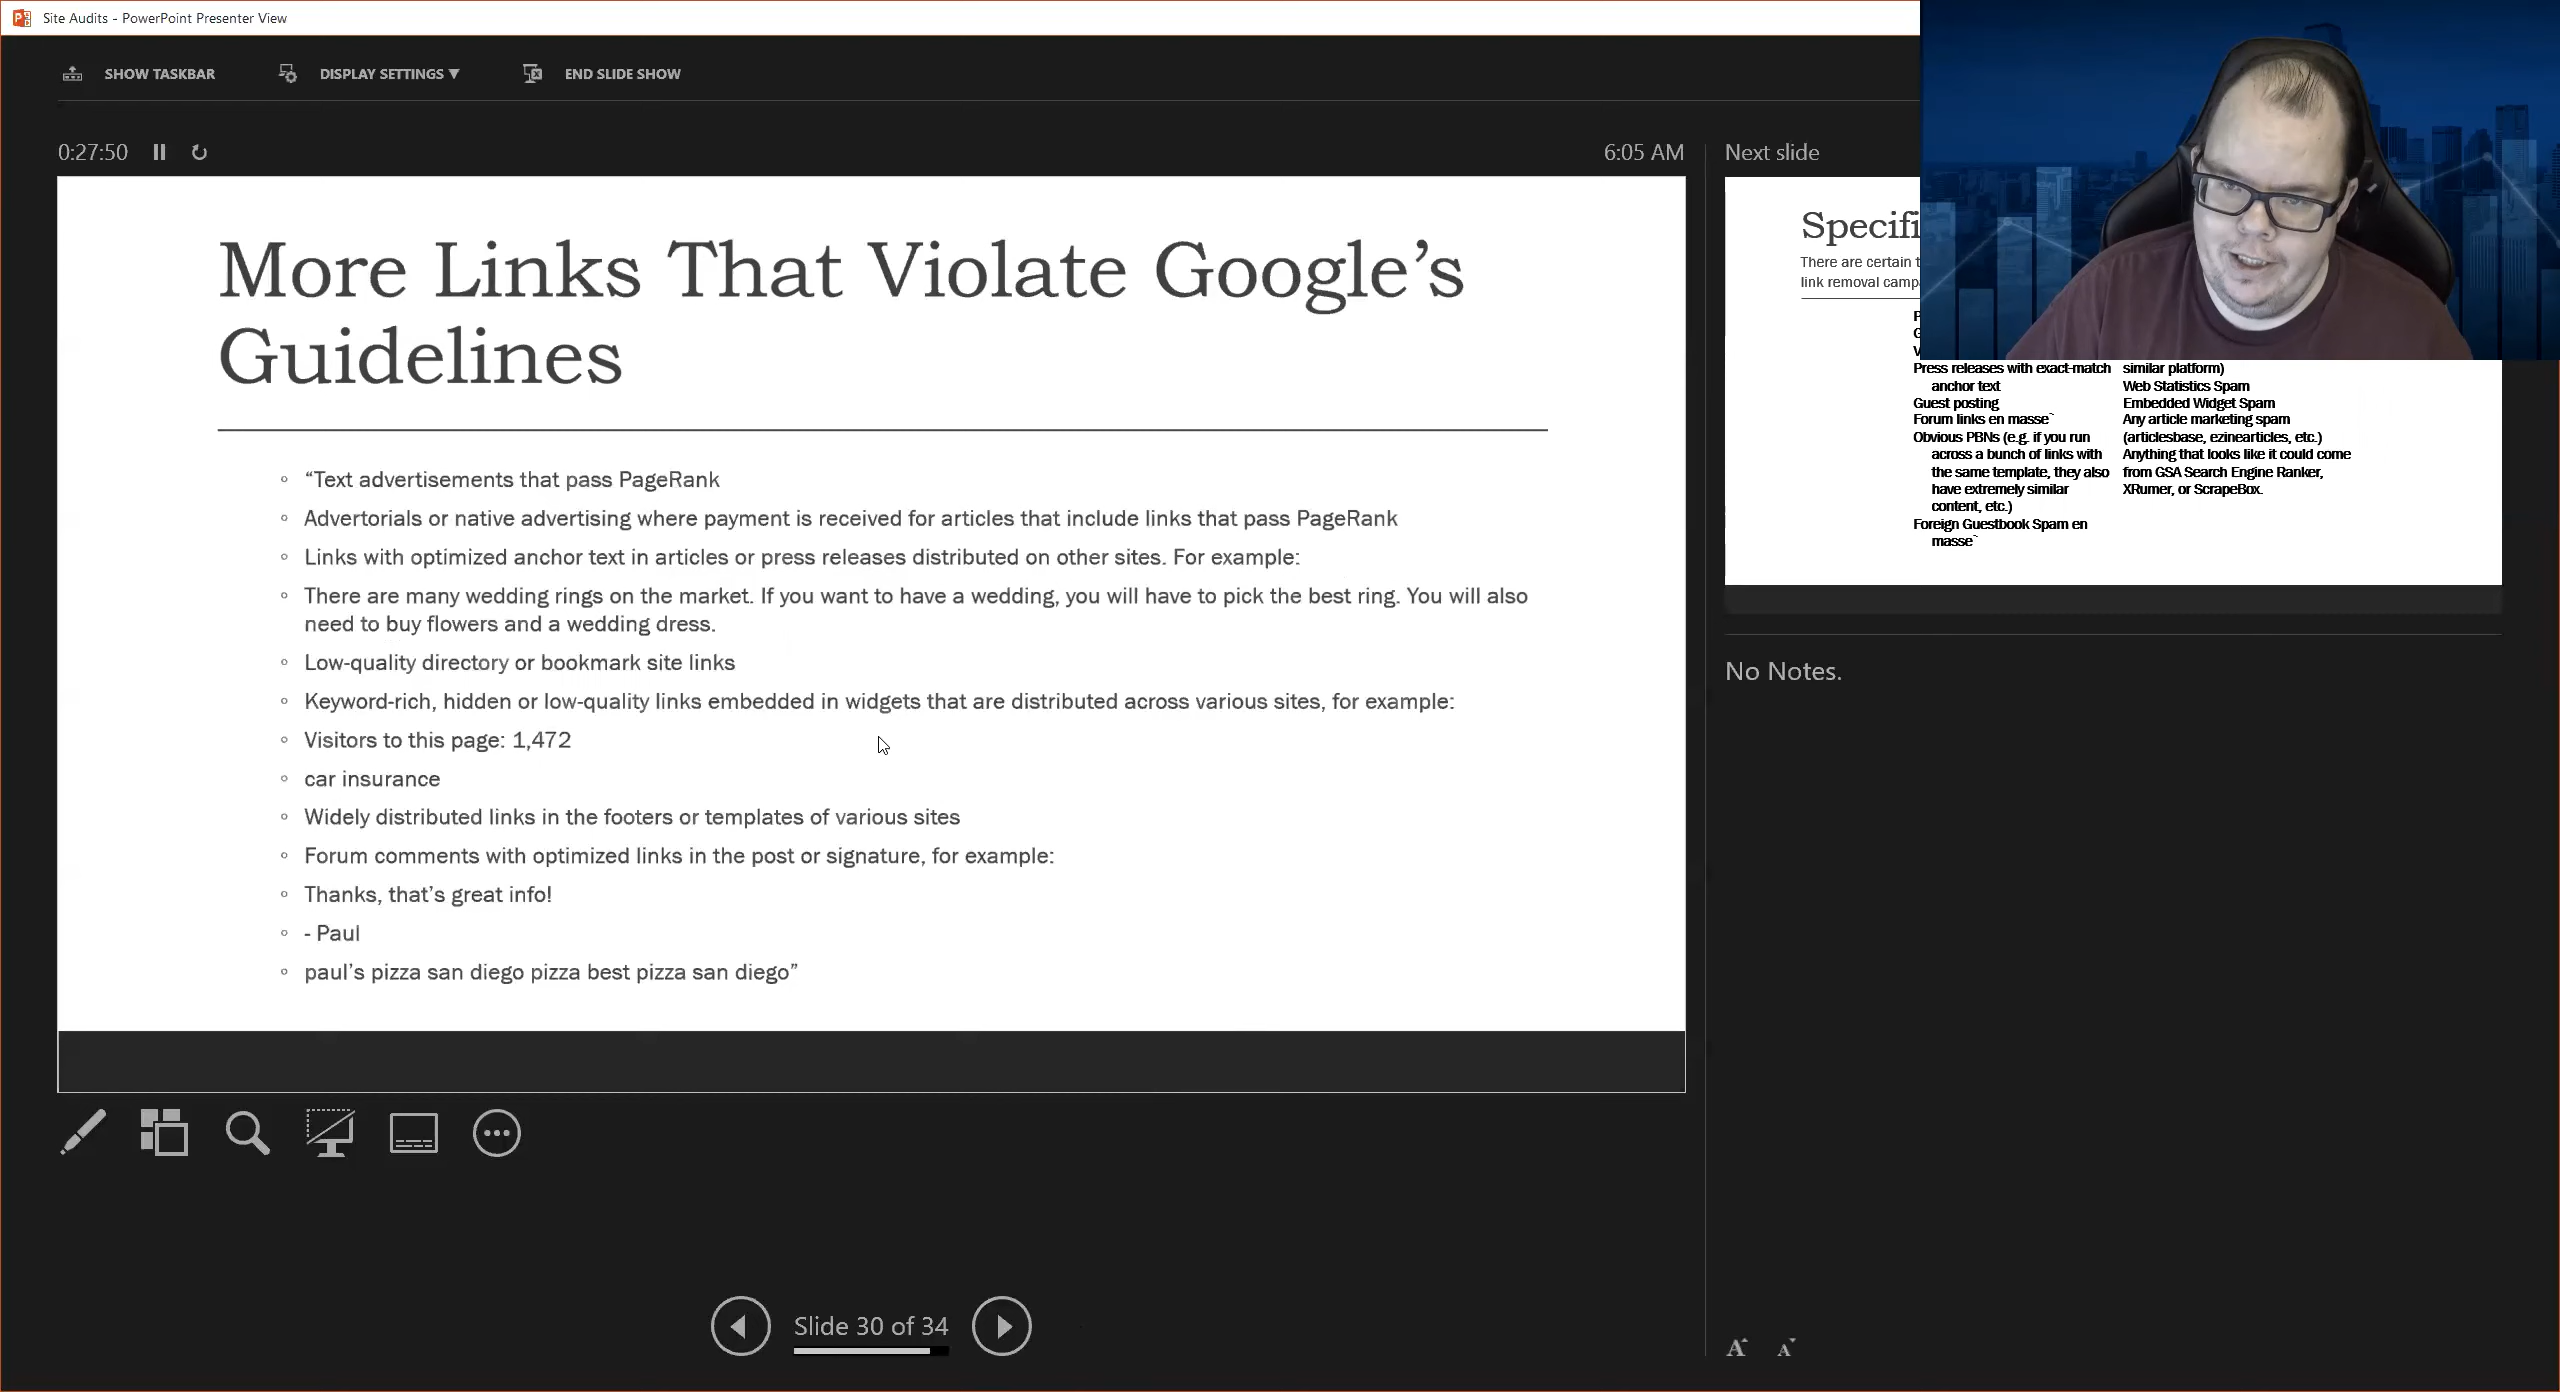 Site Audits - PowerPoint Presenter View
SHOW TASKBAR
DISPLAY SETTINGS ▼
END SLIDE SHOW
0:27:50
6:05 AM
More Links That Violate Google’s
Guidelines
“Text advertisements that pass PageRank
Advertorials or native advertising where payment is received for articles that include links that pass PageRank
Links with optimized anchor text in articles or press releases distributed on other sites. For example:
There are many wedding rings on the market. If you want to have a wedding, you will have to pick the best ring. You will also
need to buy flowers and a wedding dress.
Low-quality directory or bookmark site links
Keyword-rich, hidden or low-quality links embedded in widgets that are distributed across various sites, for example:
Visitors to this page: 1,472
car insurance
Widely distributed links in the footers or templates of various sites
Forum comments with optimized links in the post or signature, for example:
Thanks, that’s great info!
- Paul
paul’s pizza san diego pizza best pizza san diego”
Slide 30 of 34
Next slide
There are certain
link removal
Press releases with exact-match
anchor text
Guest posting
Forum links en masse`
Obvious PBNs (e.g. if you run
across a bunch of links with
the same template, they also
have extremely similar
content, etc.)
Foreign Guestbook Spam en
masse`
similar platform)
Web Statistics Spam
Embedded Widget Spam
Any article marketing spam
(articlesbase, ezinearticles, etc.)
Anything that looks like it could come
from GSA Search Engine Ranker,
XRumer, or ScrapeBox.
No Notes.
A A